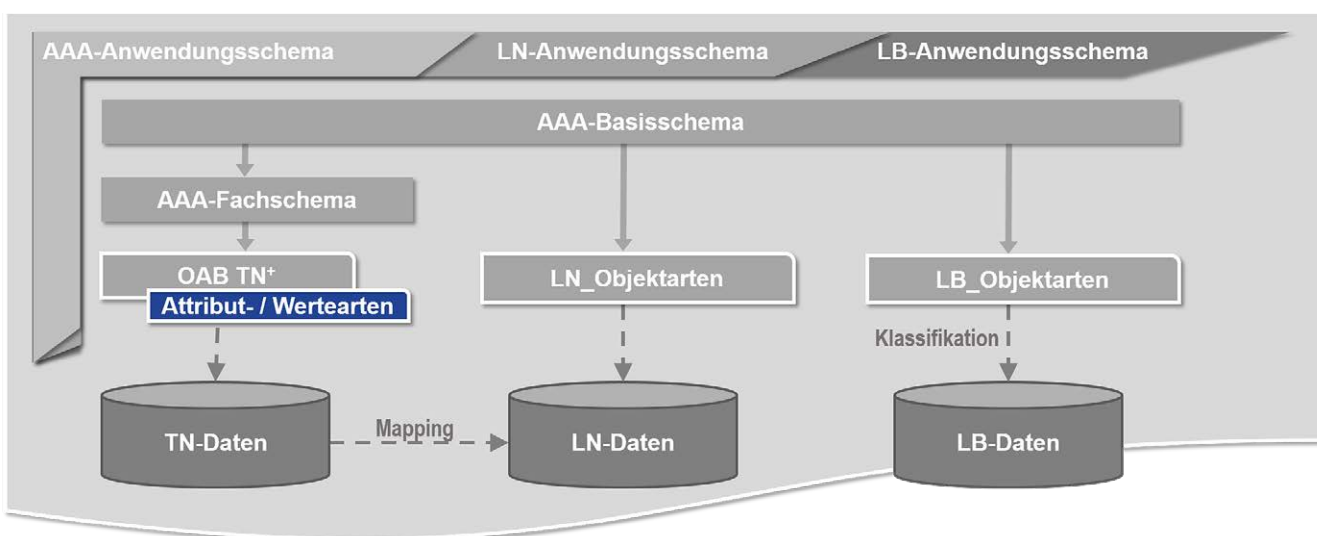 AAA-Anwendungsschema
LN-Anwendungsschema
LB-Anwendungsschema
AAA-Basisschema
AAA-Fachschema
OAB TN⁺
Attribut- / Wertearten
LN_Objektarten
LB_Objektarten
Klassifikation
TN-Daten
Mapping
LN-Daten
LB-Daten